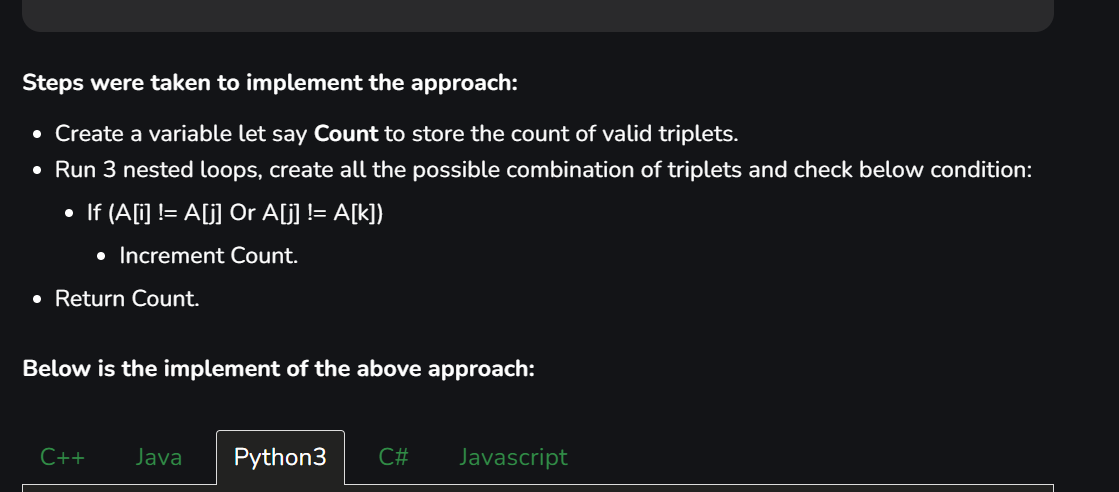 Steps were taken to implement the approach:
Create a variable let say Count to store the count of valid triplets.
Run 3 nested loops, create all the possible combination of triplets and check below condition:
If (A[i] != A[j] Or A[j] != A[k])
Increment Count.
Return Count.
Below is the implement of the above approach:
C++ Java Python3 C# Javascript